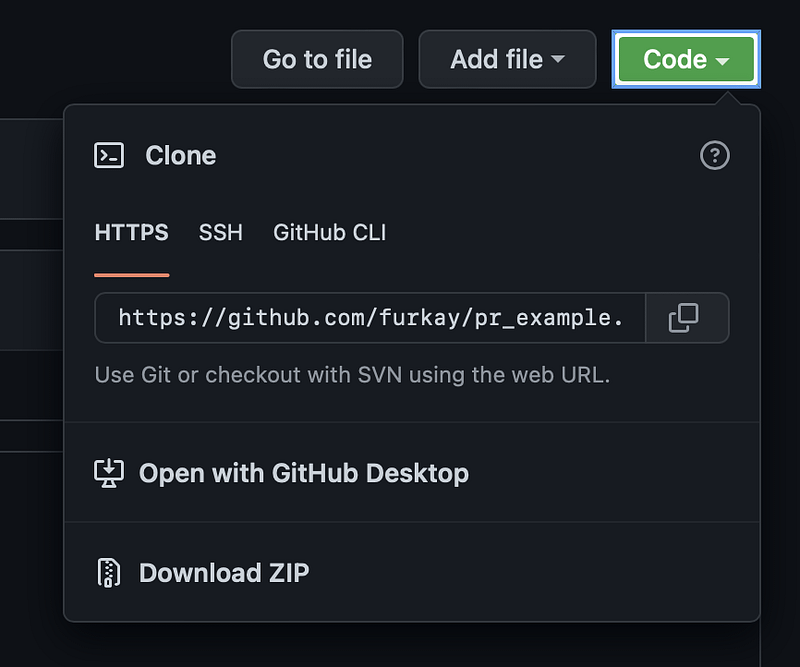 Go to file
Add file
Code
Clone
HTTPS SSH GitHub CLI
https://github.com/furkay/pr_example.
Use Git or checkout with SVN using the web URL.
Open with GitHub Desktop
Download ZIP